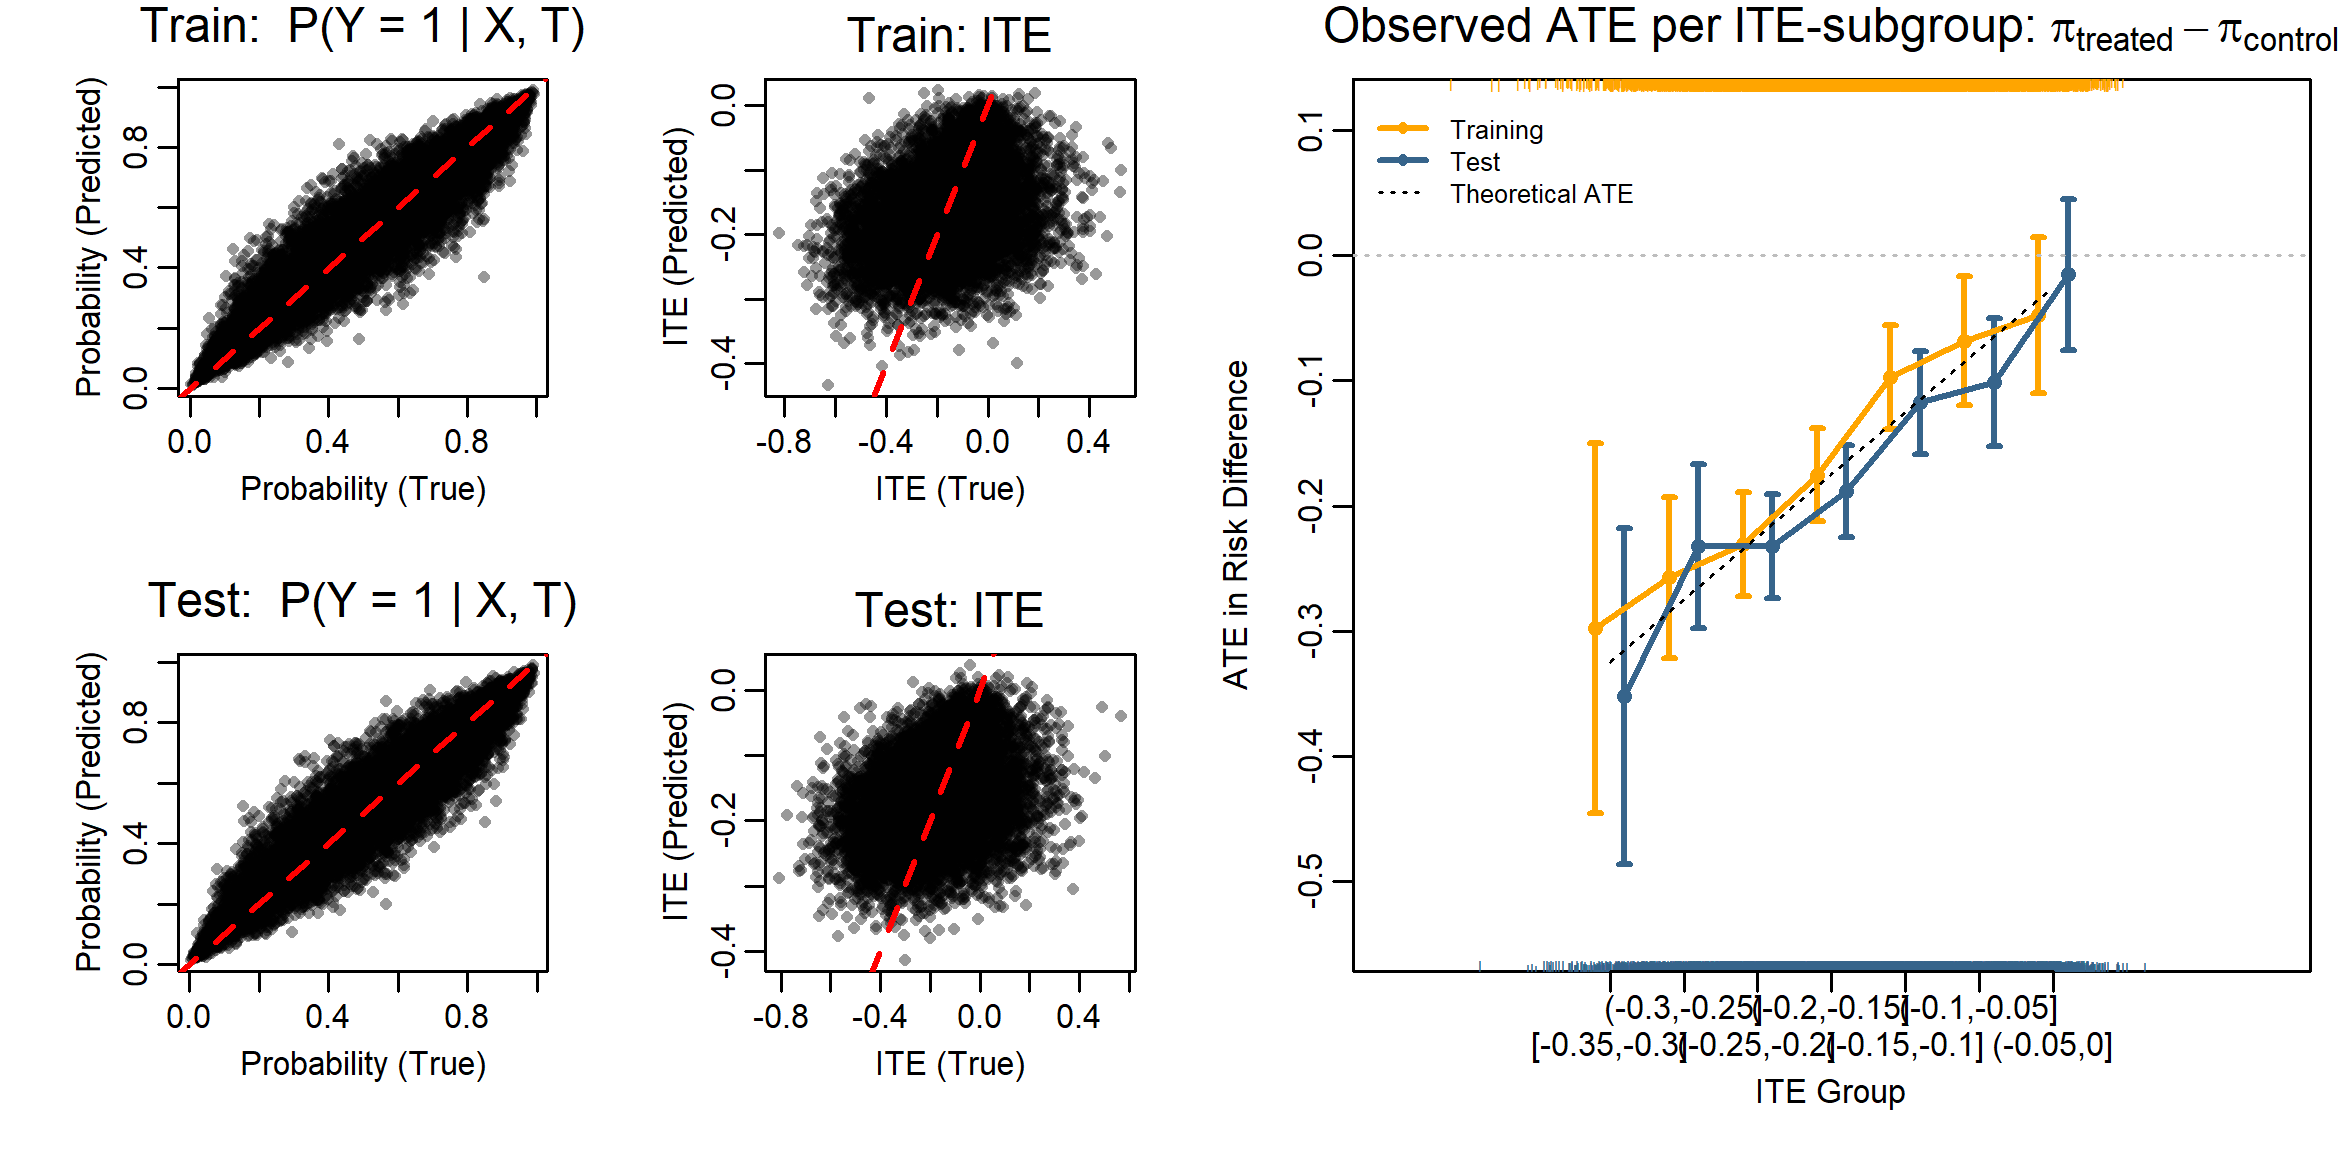 Train:  P(Y = 1 | X, T)
Probability (Predicted)
0.0 0.4 0.8
0.0 0.4 0.8
Probability (True)
Train: ITE
ITE (Predicted)
-0.4 -0.2 0.0
-0.8 -0.4 0.0 0.4
ITE (True)
Test:  P(Y = 1 | X, T)
Probability (Predicted)
0.0 0.4 0.8
0.0 0.4 0.8
Probability (True)
Test: ITE
ITE (Predicted)
-0.4 -0.2 0.0
-0.8 -0.4 0.0 0.4
ITE (True)
Observed ATE per ITE-subgroup: πtreated − πcontrol
Training
Test
Theoretical ATE
ATE in Risk Difference
-0.5 -0.4 -0.3 -0.2 -0.1 0.0 0.1
(-0.3,-0.25] (-0.2,-0.15] (-0.1,-0.05]
[-0.35,-0.3] (-0.25,-0.2] (-0.15,-0.1] (-0.05,0]
ITE Group